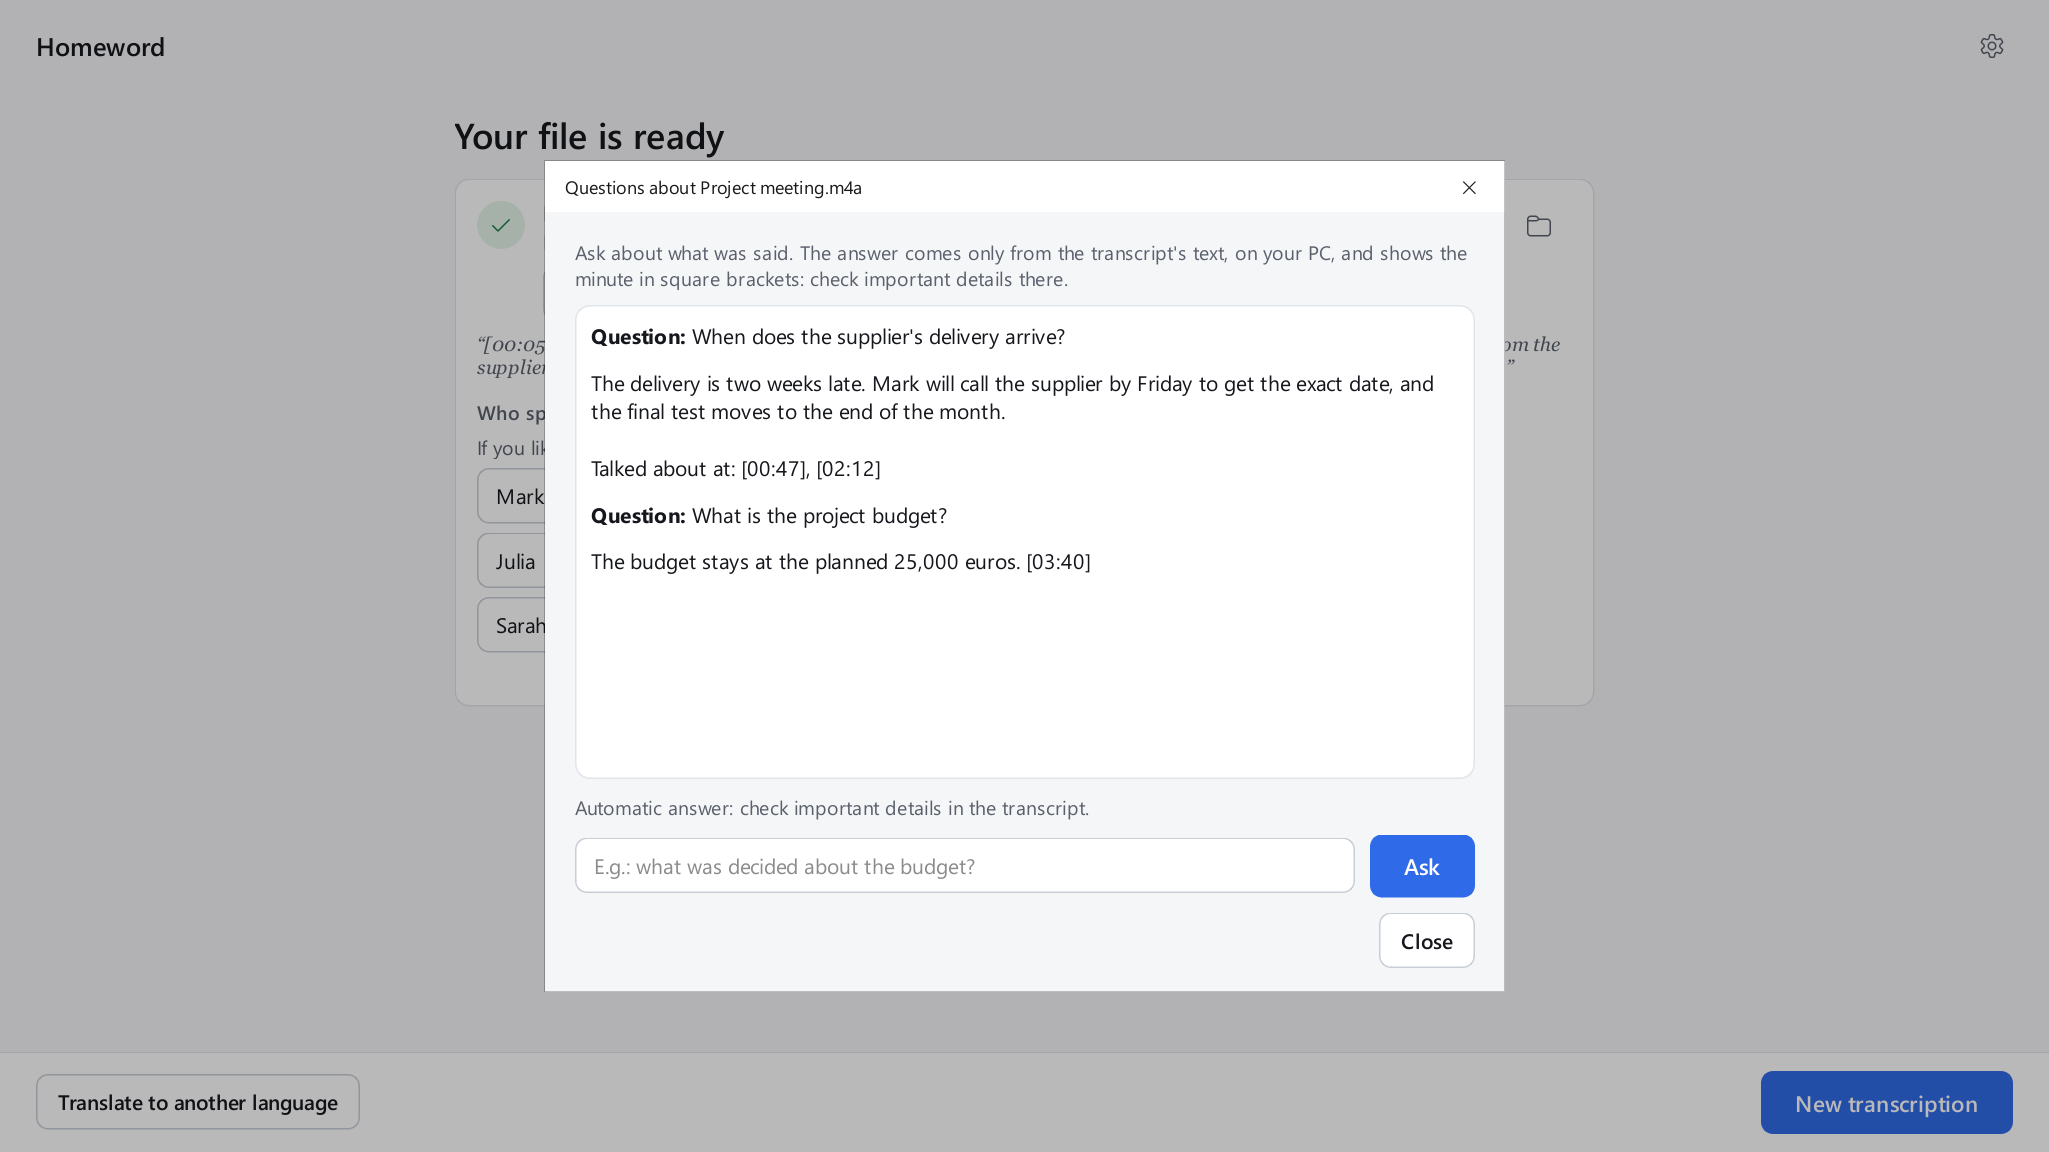 Homeword
Your file is ready
Questions about Project meeting.m4a
Ask about what was said. The answer comes only from the transcript's text, on your PC, and shows the
minute in square brackets: check important details there.
Question: When does the supplier's delivery arrive?
The delivery is two weeks late. Mark will call the supplier by Friday to get the exact date, and
the final test moves to the end of the month.
Talked about at: [00:47], [02:12]
Question: What is the project budget?
The budget stays at the planned 25,000 euros. [03:40]
Automatic answer: check important details in the transcript.
E.g.: what was decided about the budget?
Ask
Close
“[00:05
the
”
Who
If you
Mark
Julia
Sarah
Translate to another language
New transcription